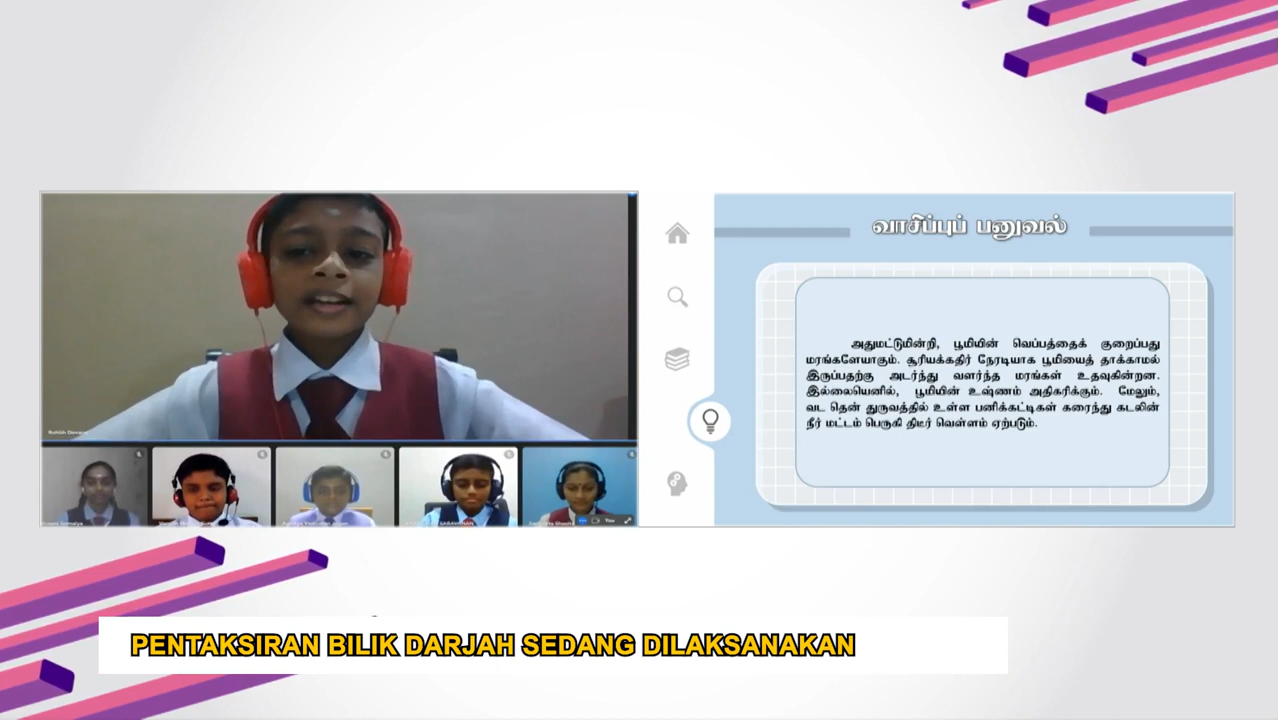 வாசிப்புப் பனுவல்
அதுமட்டுமின்றி, பூமியின் வெப்பத்தைக் குறைப்பது
மரங்களேயாகும். சூரியக்கதிர் நேரடியாக பூமியைத் தாக்காமல்
இருப்பதற்கு அடர்ந்து வளர்ந்த மரங்கள் உதவுகின்றன.
இல்லையெனில், பூமியின் உஷ்ணம் அதிகரிக்கும். மேலும்,
வட தென் துருவத்தில் உள்ள பனிக்கட்டிகள் கரைந்து கடலின்
நீர் மட்டம் பெருகி திடீர் வெள்ளம் ஏற்படும்.
You
PENTAKSIRAN BILIK DARJAH SEDANG DILAKSANAKAN